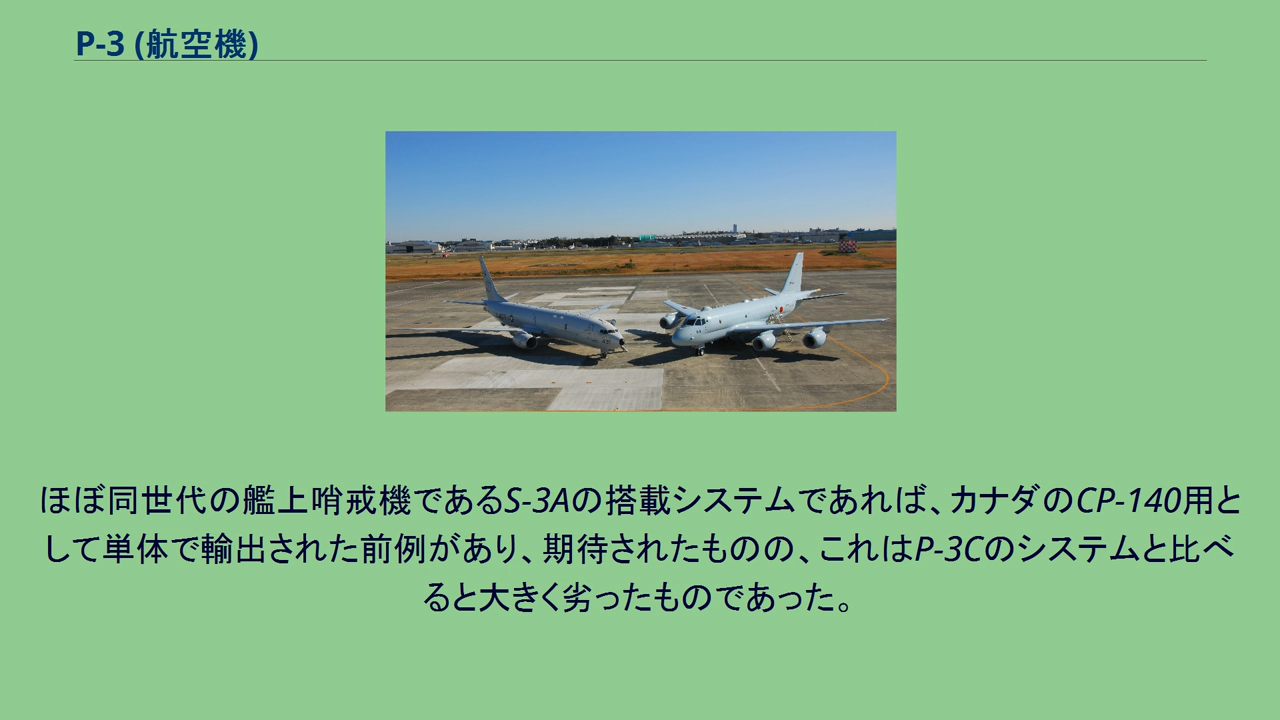 P-3 (航空機)
ほぼ同世代の艦上哨戒機であるS-3Aの搭載システムであれば、カナダのCP-140用と
して単体で輸出された前例があり、期待されたものの、これはP-3Cのシステムと比べ
ると大きく劣ったものであった。